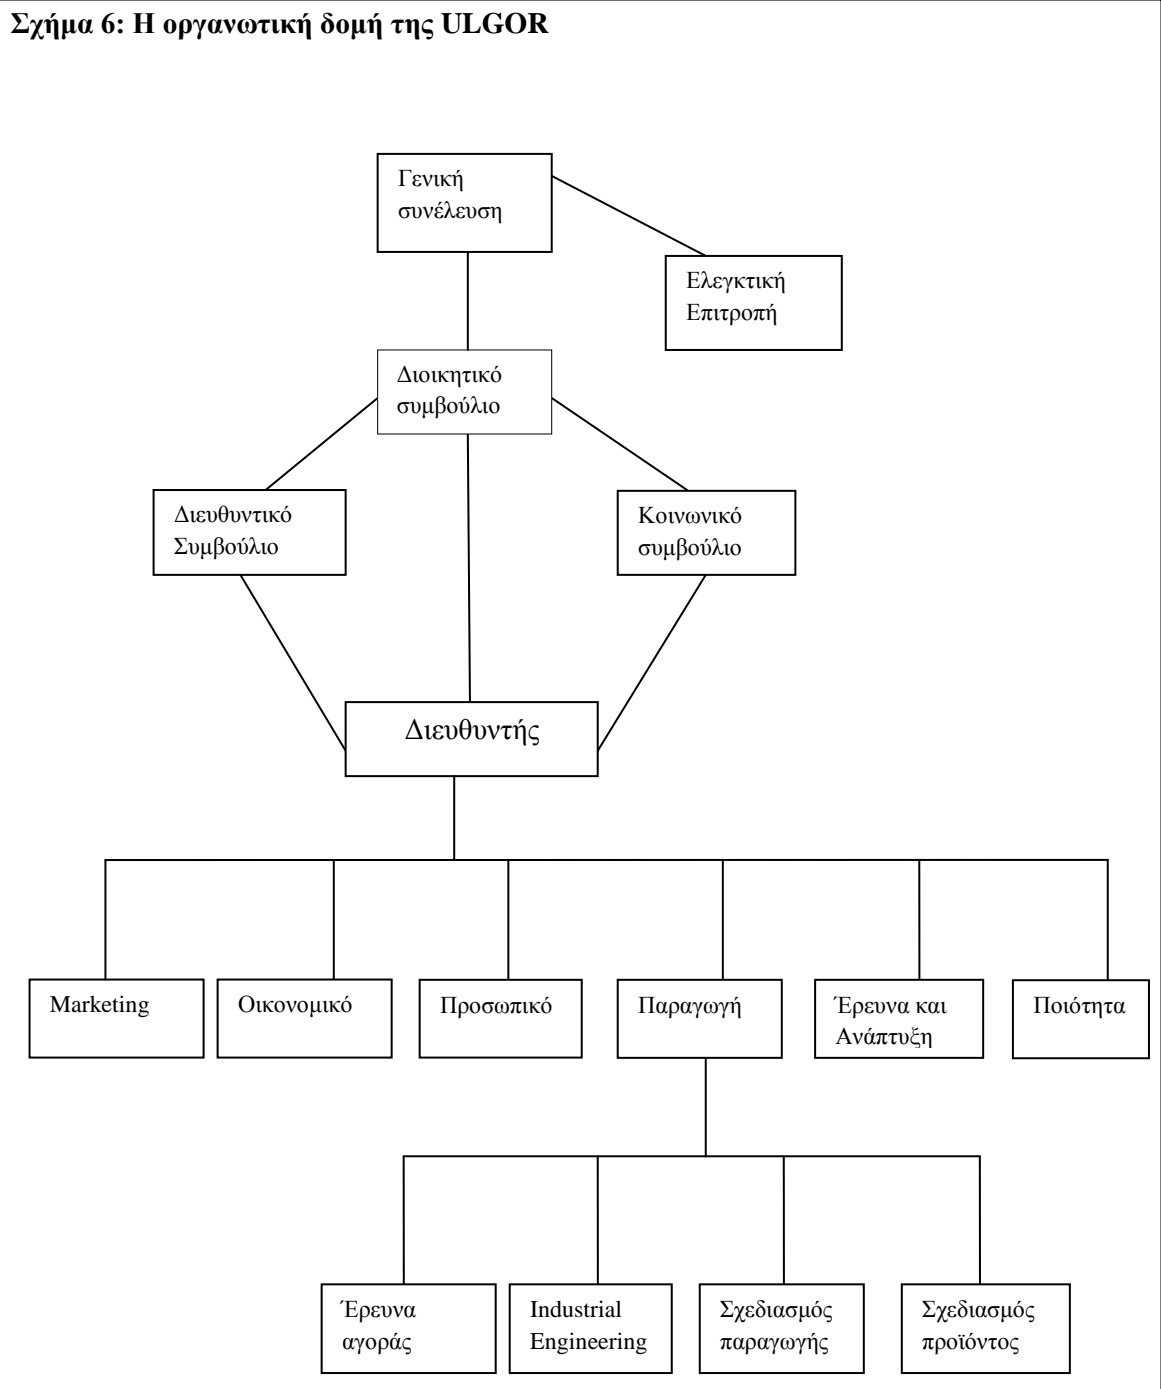 Σχήμα 6: Η οργανωτική δομή της ULGOR
Γενική
συνέλευση
Ελεγκτική
Επιτροπή
Διοικητικό
συμβούλιο
Διευθυντικό
Συμβούλιο
Κοινωνικό
συμβούλιο
Διευθυντής
Marketing
Οικονομικό
Προσωπικό
Παραγωγή
Έρευνα και
Ανάπτυξη
Ποιότητα
Έρευνα
αγοράς
Industrial
Engineering
Σχεδιασμός
παραγωγής
Σχεδιασμός
προϊόντος